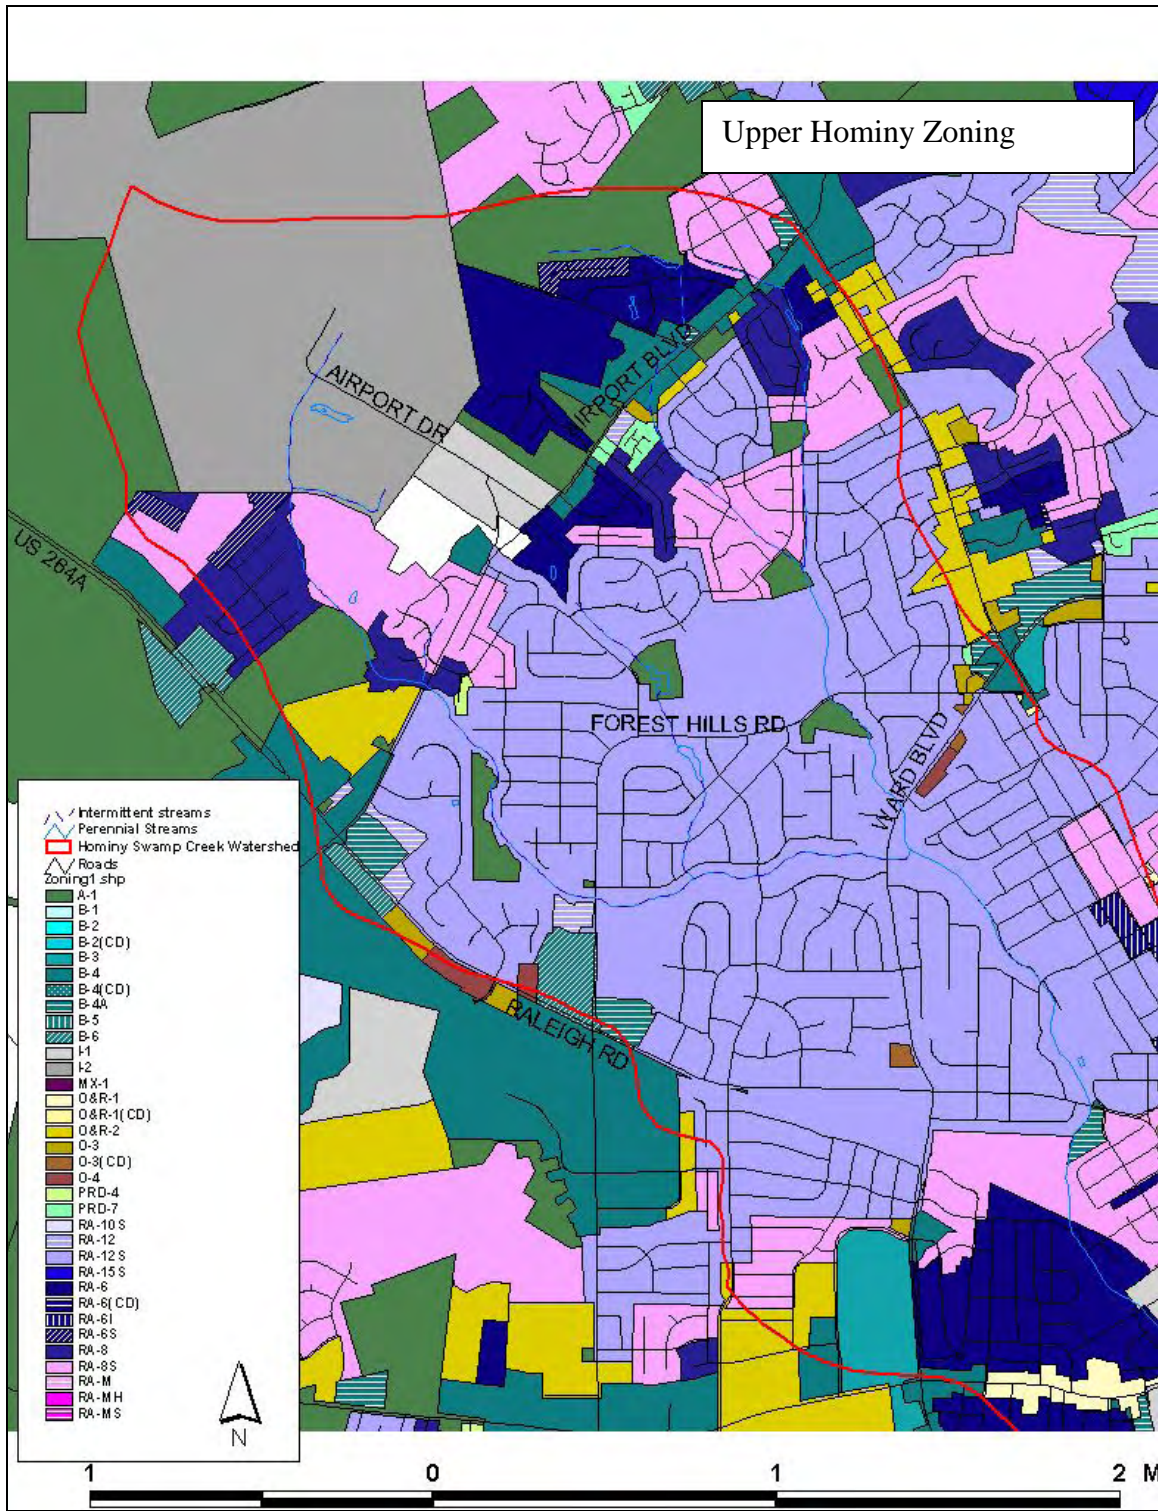 Upper Hominy Zoning
AIRPORT DR
IRPORT BLVD
US 264A
FOREST HILLS RD
WARD BLVD
RALEIGH RD
Intermittent streams
Perennial Streams
Hominy Swamp Creek Watershed
Roads
Zoning1.shp
A-1
B-1
B-2
B-2(CD)
B-3
B-4
B-4(CD)
B-4A
B-5
B-6
I-1
I-2
MX-1
O&R-1
O&R-1(CD)
O&R-2
O-3
O-3(CD)
O-4
PRD-4
PRD-7
RA-10S
RA-12
RA-12S
RA-15S
RA-6
RA-6(CD)
RA-6I
RA-6S
RA-8
RA-8S
RA-M
RA-MH
RA-MS
N
1 0 1 2 M